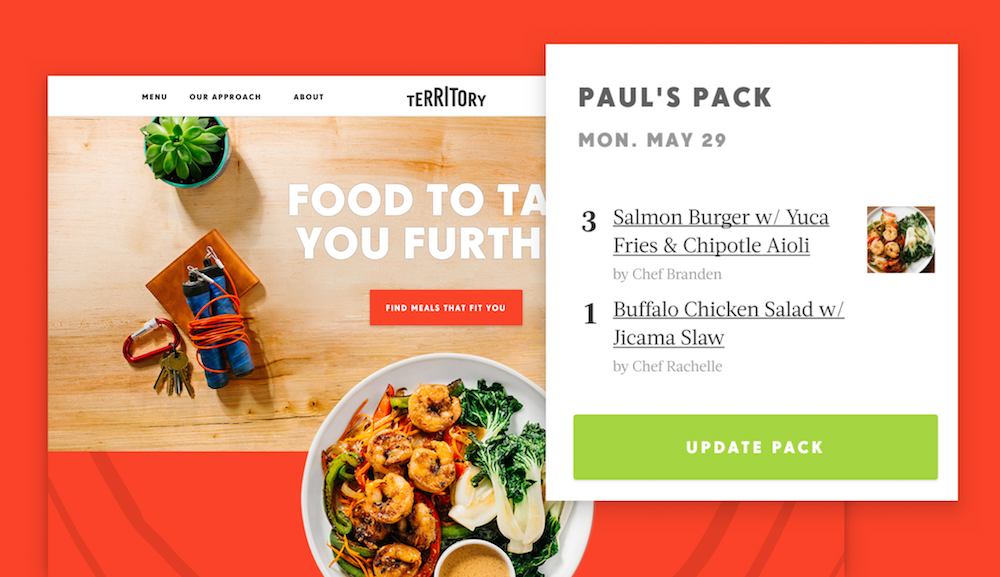 MENU OUR APPROACH ABOUT
TERRITORY
FOOD TO TA
YOU FURTH
FIND MEALS THAT FIT YOU
PAUL'S PACK
MON. MAY 29
3 Salmon Burger w/ Yuca
Fries & Chipotle Aioli
by Chef Branden
1 Buffalo Chicken Salad w/
Jicama Slaw
by Chef Rachelle
UPDATE PACK